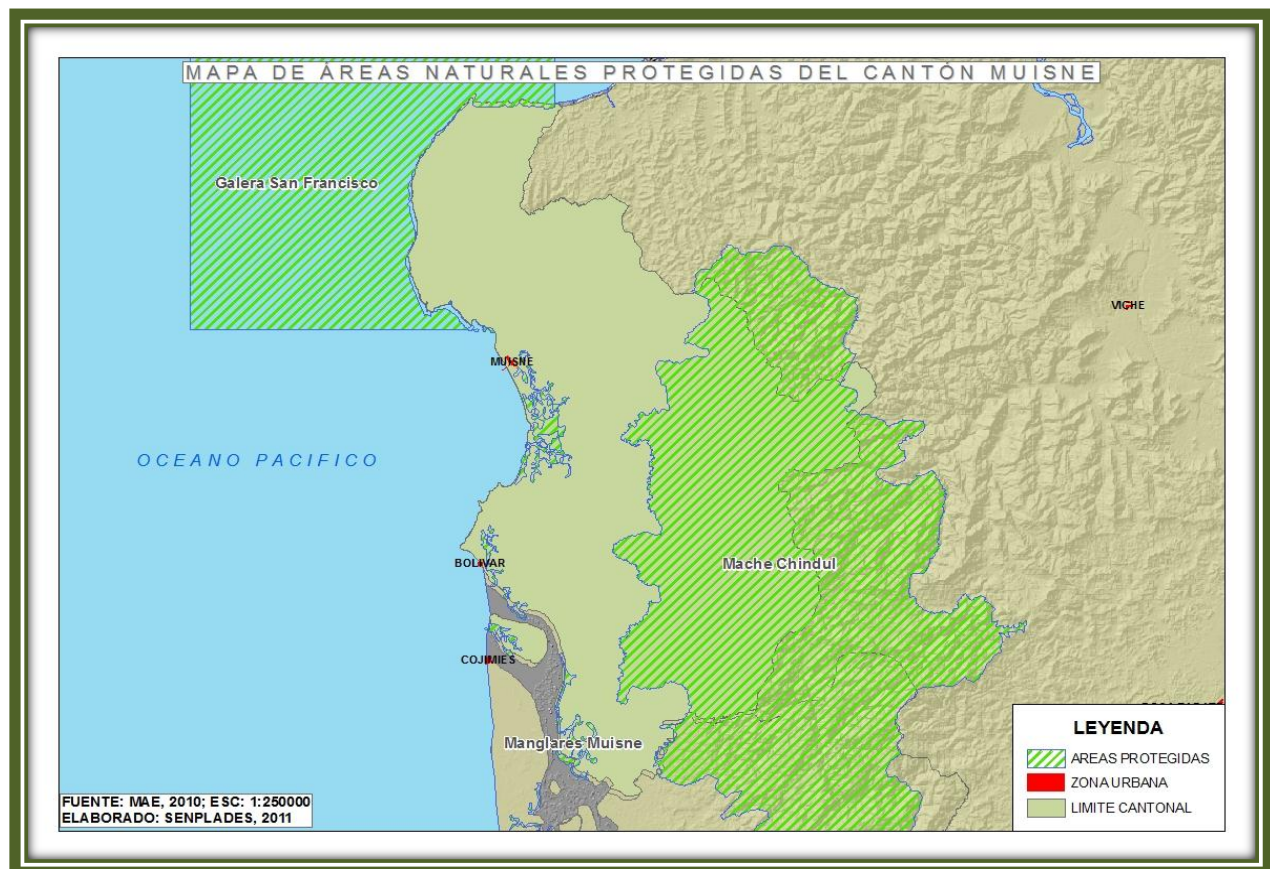 MAPA DE ÁREAS NATURALES PROTEGIDAS DEL CANTÓN MUISNE
Galera San Francisco
VICHE
MUISNE
OCEANO PACIFICO
BOLIVAR
Mache Chindul
COJIMIES
Manglares Muisne
LEYENDA
AREAS PROTEGIDAS
ZONA URBANA
LIMITE CANTONAL
FUENTE: MAE, 2010; ESC: 1:250000
ELABORADO: SENPLADES, 2011